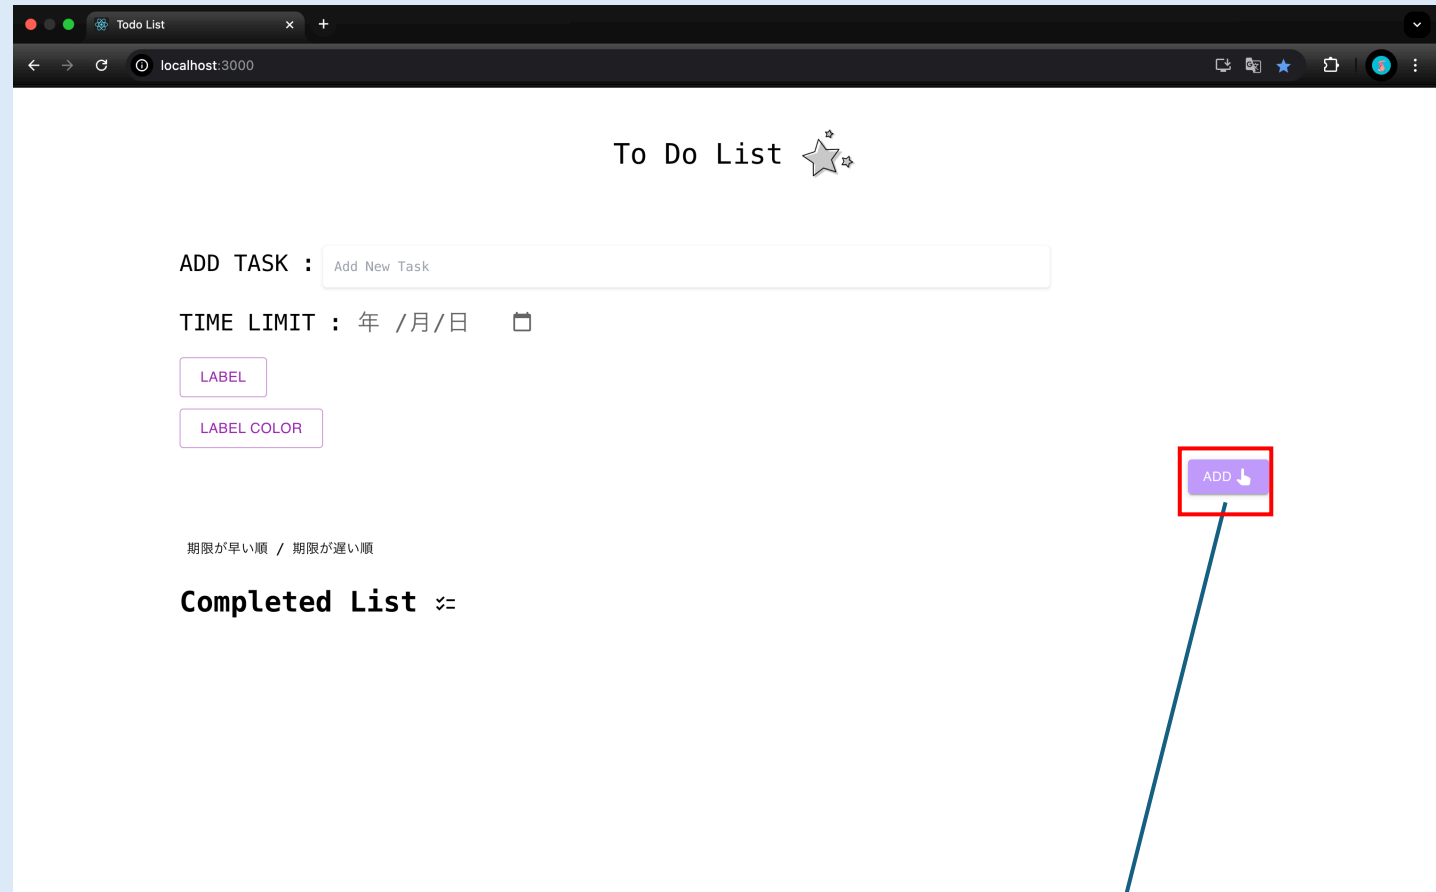 Todo List
localhost:3000
To Do List
ADD TASK :
Add New Task
TIME LIMIT : 年 /月/日
LABEL
LABEL COLOR
ADD
期限が早い順 / 期限が遅い順
Completed List